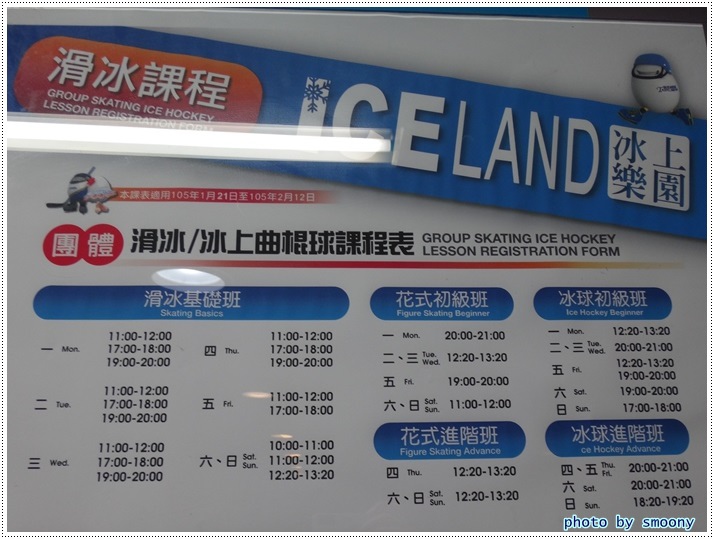 滑冰課程
GROUP SKATING ICE HOCKEY
LESSON REGISTRATION FORM
ICELAND
冰上
樂園
本課表適用105年1月21日至105年2月12日
團體 滑冰/冰上曲棍球課程表 GROUP SKATING ICE HOCKEY
LESSON REGISTRATION FORM
滑冰基礎班
Skating Basics
一 Mon. 11:00-12:00
17:00-18:00
19:00-20:00
二 Tue. 11:00-12:00
17:00-18:00
19:00-20:00
三 Wed. 11:00-12:00
17:00-18:00
19:00-20:00
四 Thu. 11:00-12:00
17:00-18:00
19:00-20:00
五 Fri. 11:00-12:00
17:00-18:00
六、日 Sat. Sun. 10:00-11:00
11:00-12:00
12:20-13:20
花式初級班
Figure Skating Beginner
一 Mon. 20:00-21:00
二、三 Tue. Wed. 12:20-13:20
五 Fri. 19:00-20:00
六、日 Sat. Sun. 11:00-12:00
花式進階班
Figure Skating Advance
四 Thu. 12:20-13:20
六、日 Sat. Sun. 12:20-13:20
冰球初級班
Ice Hockey Beginner
一 Mon. 12:20-13:20
二、三 Tue. Wed. 20:00-21:00
五 Fri. 12:20-13:20
19:00-20:00
六 Sat. 19:00-20:00
日 Sun. 17:00-18:00
冰球進階班
ce Hockey Advance
四、五 Thu. Fri. 20:00-21:00
六 Sat. 20:00-21:00
日 Sun. 18:20-19:20
photo by smoony